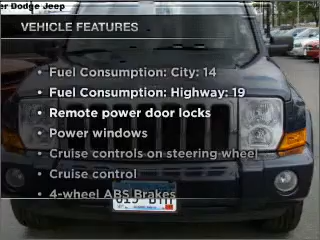 er Dodge Jeep
VEHICLE FEATURES
• Fuel Consumption: City: 14
• Fuel Consumption: Highway: 19
• Remote power door locks
• Power windows
• Cruise controls on steering wheel
• Cruise control
• 4-wheel ABS Brakes